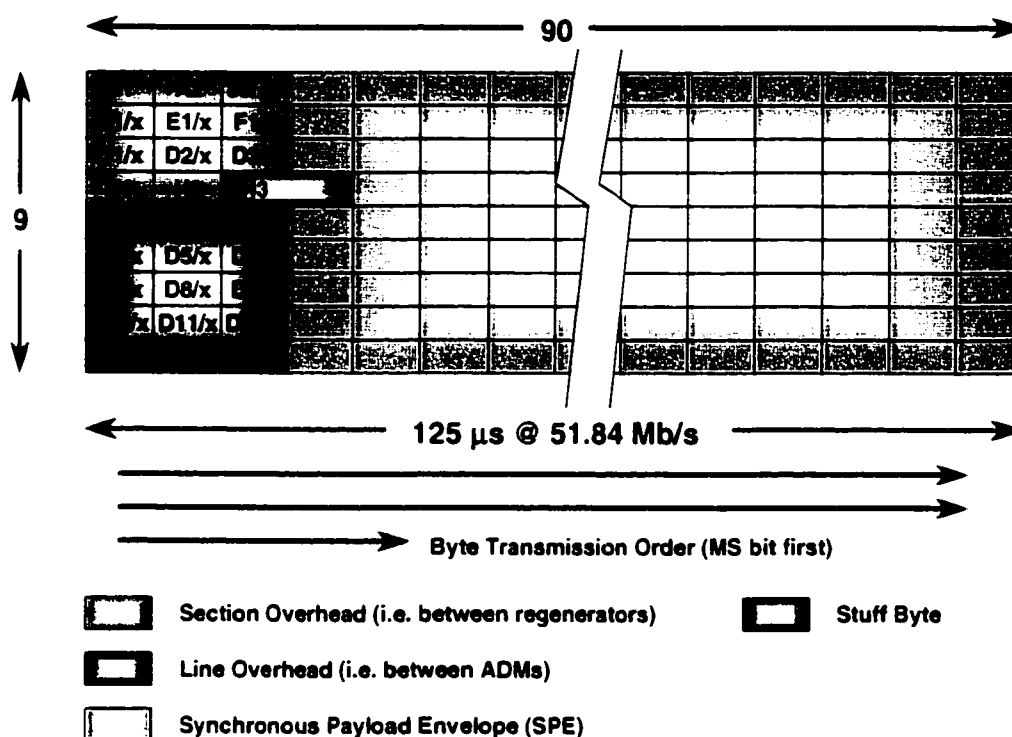 90
/x E1/x F
/x D2/x D
3
9
x D5/x D
x D8/x E
/x D11/x D
125 µs @ 51.84 Mb/s
Byte Transmission Order (MS bit first)
Section Overhead (i.e. between regenerators)
Stuff Byte
Line Overhead (i.e. between ADMs)
Synchronous Payload Envelope (SPE)